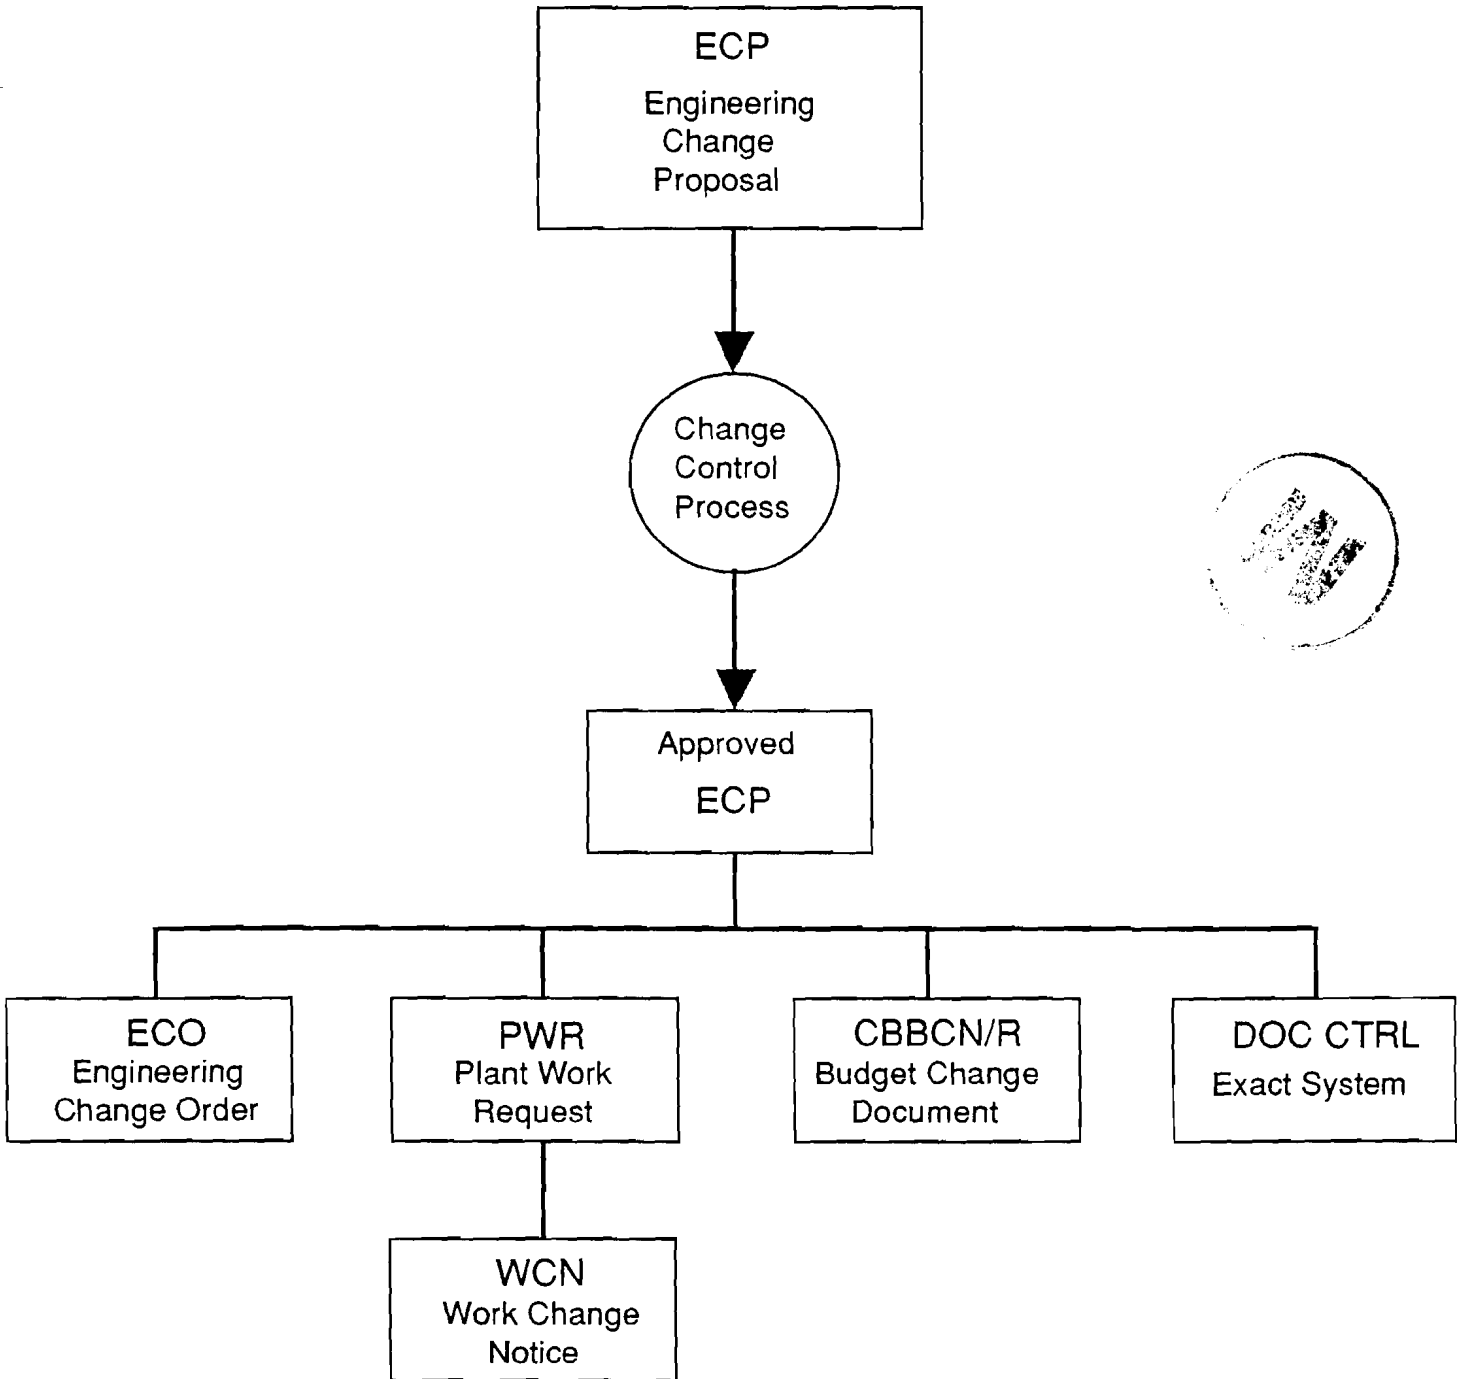 ECP
Engineering
Change
Proposal
Change
Control
Process
Approved
ECP
ECO
Engineering
Change Order
PWR
Plant Work
Request
CBBCN/R
Budget Change
Document
DOC CTRL
Exact System
WCN
Work Change
Notice